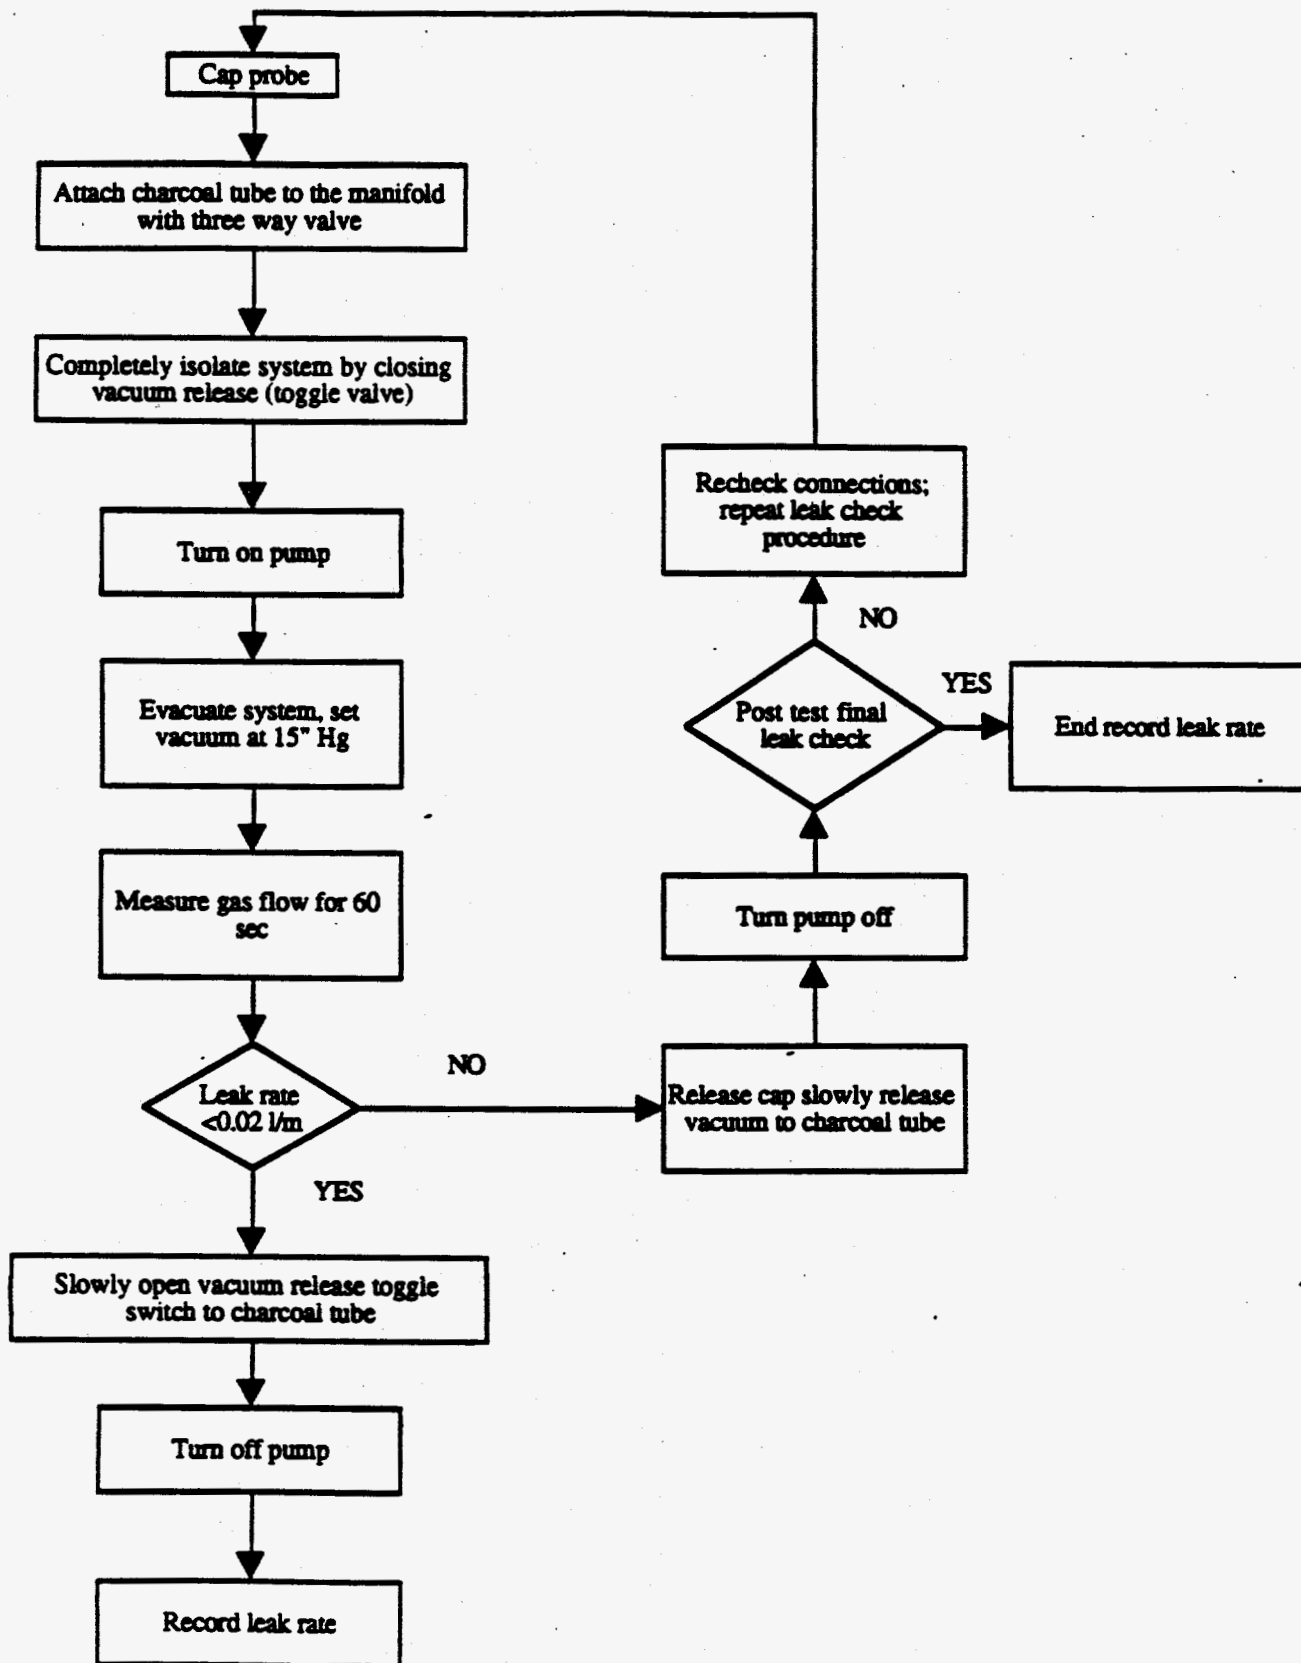 Cap probe
Attach charcoal tube to the manifold
with three way valve
Completely isolate system by closing
vacuum release (toggle valve)
Turn on pump
Evacuate system, set
vacuum at 15" Hg
Measure gas flow for 60
sec
Leak rate
<0.02 l/m
NO
YES
Slowly open vacuum release toggle
switch to charcoal tube
Turn off pump
Record leak rate
Recheck connections;
repeat leak check
procedure
NO
Post test final
leak check
YES
End record leak rate
Turn pump off
Release cap slowly release
vacuum to charcoal tube